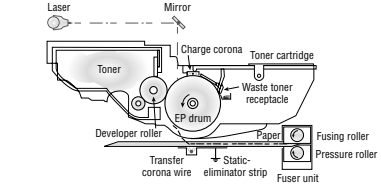 Laser
Mirror
Charge corona
Toner cartridge
Toner
Waste toner
receptacle
EP drum
Developer roller
Paper
Fusing roller
Pressure roller
Transfer
corona wire
Static-
eliminator strip
Fuser unit